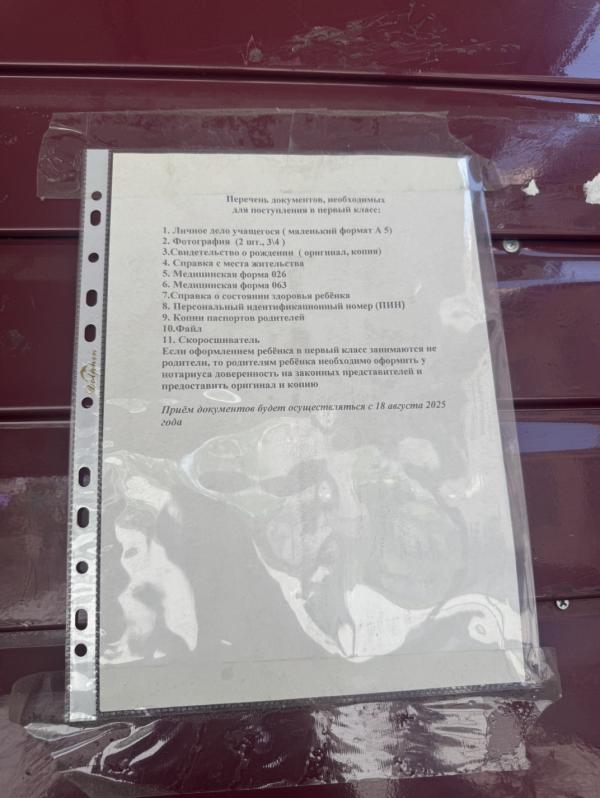 Перечень документов, необходимых
для поступления в первый класс:
1. Личное дело учащегося ( маленький формат А 5)
2. Фотография (2 шт., 3\4 )
3.Свидетельство о рождении ( оригинал, копия)
4. Справка с места жительства
5. Медицинская форма 026
6. Медицинская форма 063
7.Справка о состоянии здоровья ребёнка
8. Персональный идентификационный номер (ПИН)
9. Копии паспортов родителей
10.Файл
11. Скоросшиватель
Если оформлением ребёнка в первый класс занимаются не
родители, то родителям ребёнка необходимо оформить у
нотариуса доверенность на законных представителей и
предоставить оригинал и копию
Приём документов будет осуществляться с 18 августа 2025
года
Dolphin